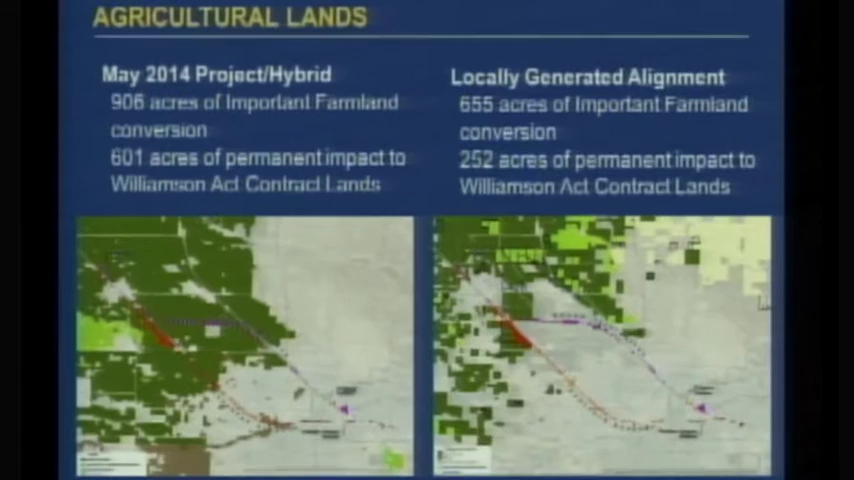 AGRICULTURAL LANDS
May 2014 Project/Hybrid
906 acres of Important Farmland
conversion
601 acres of permanent impact to
Williamson Act Contract Lands
Locally Generated Alignment
655 acres of Important Farmland
conversion
252 acres of permanent impact to
Williamson Act Contract Lands